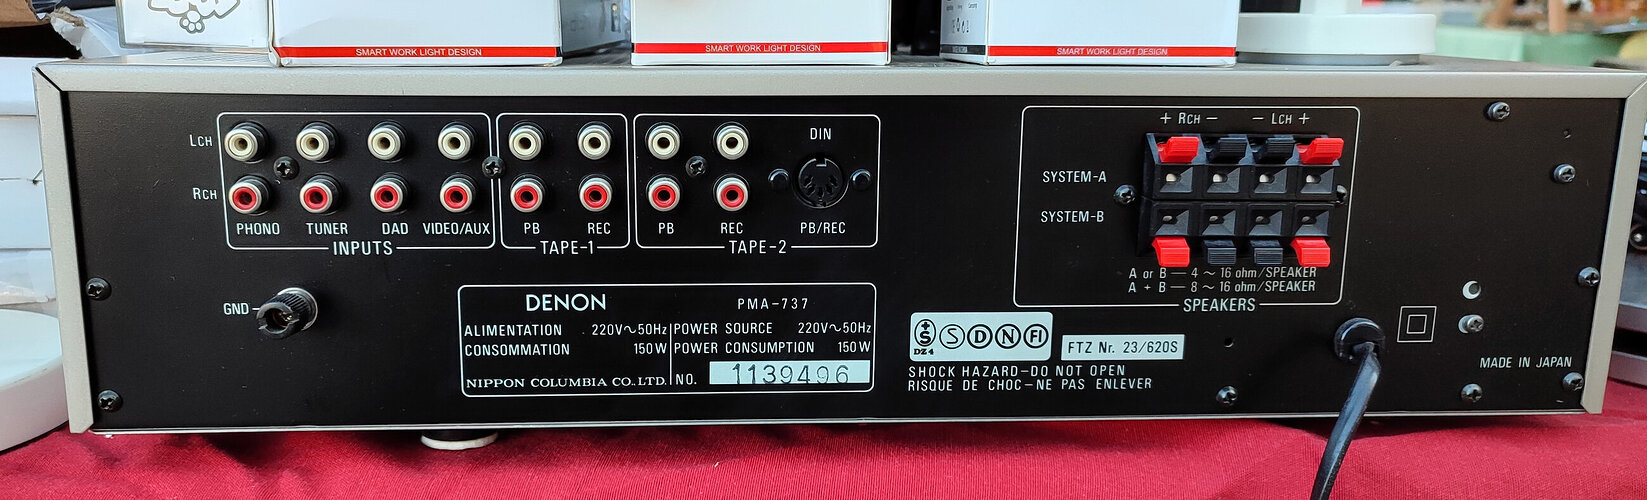 SMART WORK LIGHT DESIGN
SMART WORK LIGHT DESIGN
SMART WORK LIGHT DESIGN
LCH
RCH
PHONO TUNER DAD VIDEO/AUX
INPUTS
PB REC
TAPE-1
DIN
PB REC PB/REC
TAPE-2
+ RCH − − LCH +
SYSTEM-A
SYSTEM-B
A or B — 4 ~ 16 ohm/SPEAKER
A + B — 8 ~ 16 ohm/SPEAKER
SPEAKERS
GND
DENON PMA-737
ALIMENTATION 220V~50Hz
CONSOMMATION 150W
POWER SOURCE 220V~50Hz
POWER CONSUMPTION 150W
NIPPON COLUMBIA CO.,LTD.
NO. 1139496
+S DZ4 S D N FI
FTZ Nr. 23/620S
SHOCK HAZARD-DO NOT OPEN
RISQUE DE CHOC-NE PAS ENLEVER
MADE IN JAPAN